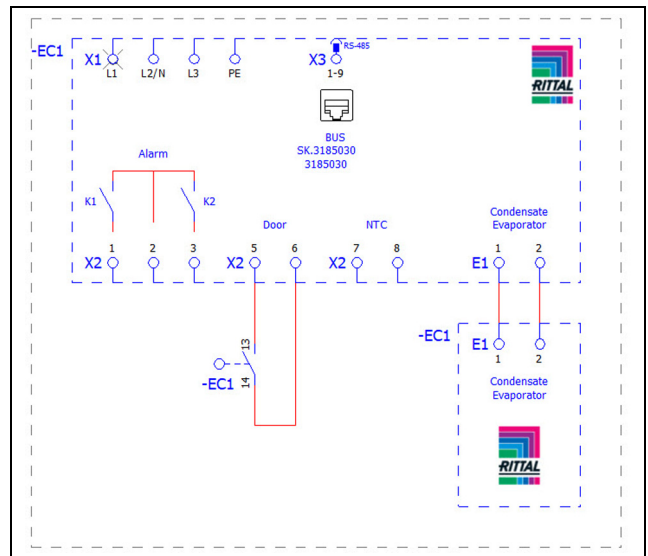 -EC1
X1
L1
L2/N
L3
PE
X3
RS-485
1-9
RITTAL
BUS
SK.3185030
3185030
Alarm
K1
K2
Door
NTC
Condensate
Evaporator
X2
1
2
3
X2
5
6
X2
7
8
E1
1
2
13
14
-EC1
-EC1
E1
1
2
Condensate
Evaporator
RITTAL